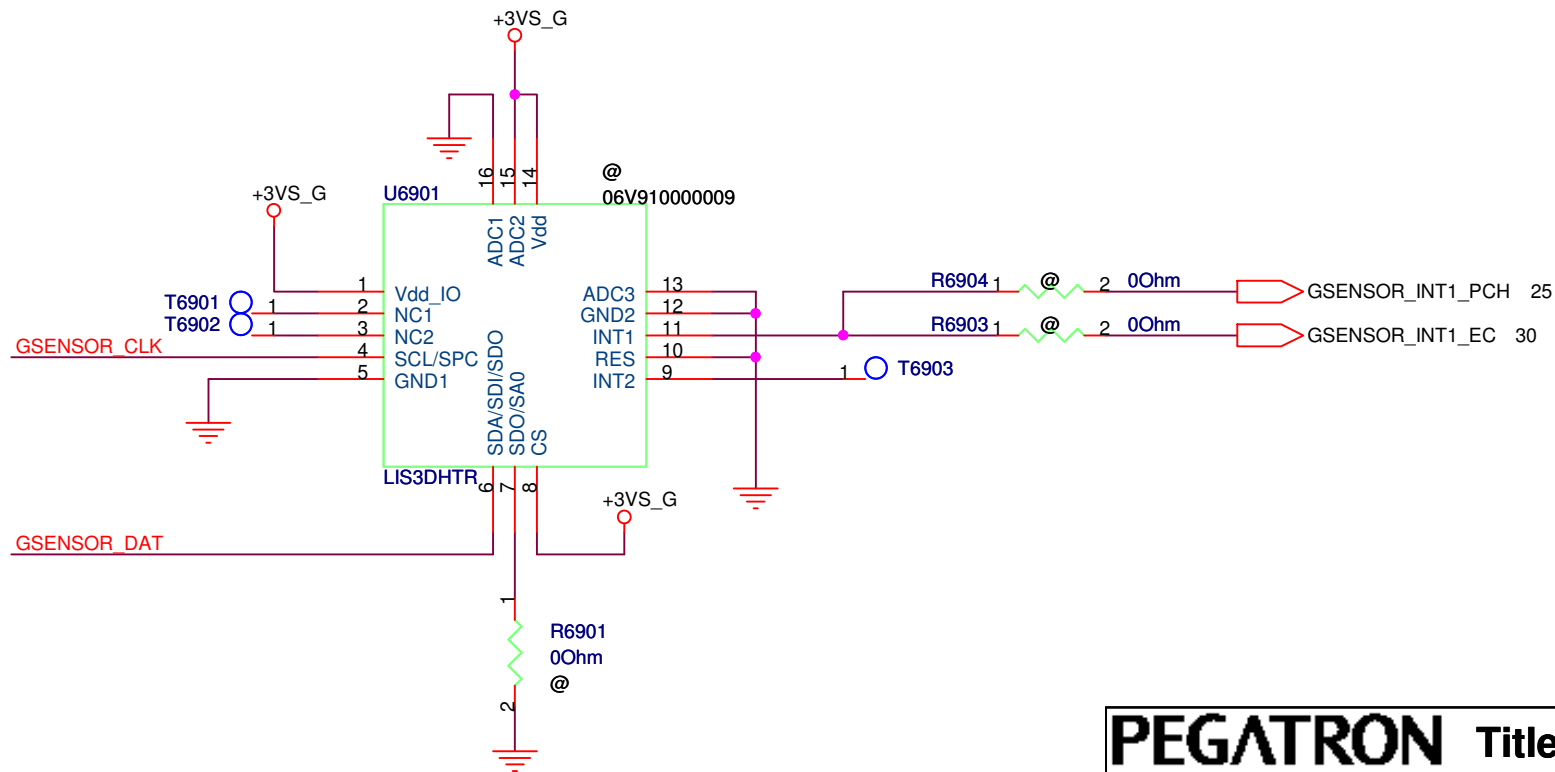 +3VS_G
@
06V910000009
U6901
+3VS_G
16
15
14
ADC1
ADC2
Vdd
1
Vdd_IO
T6901
1
2
NC1
T6902
1
3
NC2
GSENSOR_CLK
4
SCL/SPC
5
GND1
ADC3
13
GND2
12
INT1
11
RES
10
INT2
9
R6904
1
@
2
0Ohm
GSENSOR_INT1_PCH
25
R6903
1
@
2
0Ohm
GSENSOR_INT1_EC
30
1
T6903
SDA/SDI/SDO
SDO/SA0
CS
LIS3DHTR
6
7
8
+3VS_G
GSENSOR_DAT
1
R6901
0Ohm
@
2
PEGATRON
Title